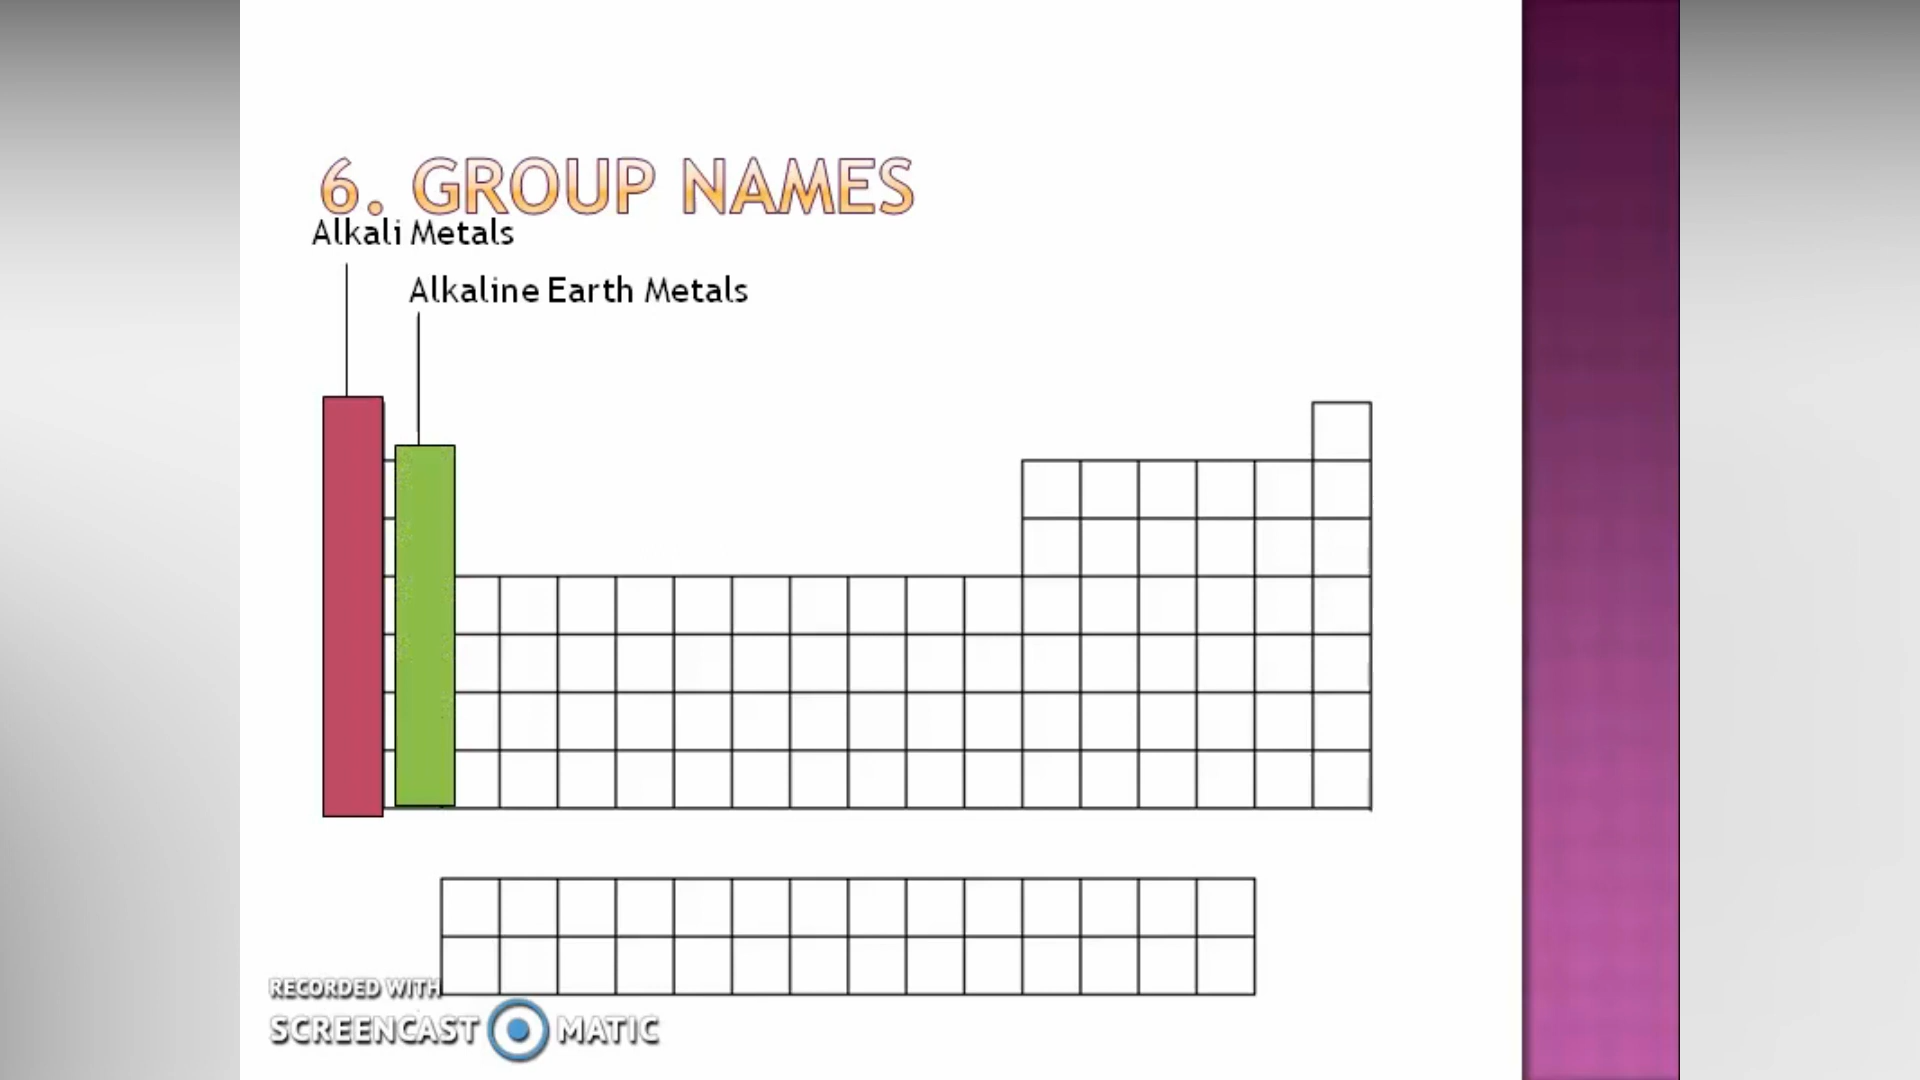 6. GROUP NAMES
Alkali Metals
Alkaline Earth Metals
RECORDED WITH
SCREENCAST MATIC